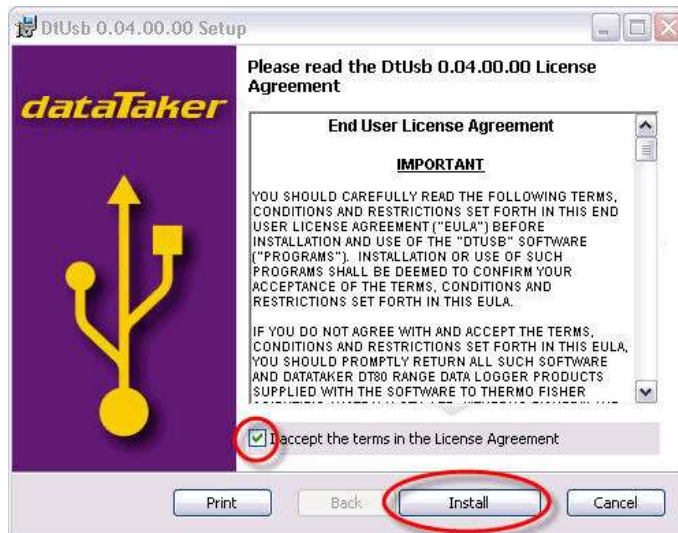 DtUsb 0.04.00.00 Setup
dataTaker
Please read the DtUsb 0.04.00.00 License
Agreement
End User License Agreement
IMPORTANT
YOU SHOULD CAREFULLY READ THE FOLLOWING TERMS,
CONDITIONS AND RESTRICTIONS SET FORTH IN THIS END
USER LICENSE AGREEMENT ("EULA") BEFORE
INSTALLATION AND USE OF THE "DTUSB" SOFTWARE
("PROGRAMS"). INSTALLATION OR USE OF SUCH
PROGRAMS SHALL BE DEEMED TO CONFIRM YOUR
ACCEPTANCE OF THE TERMS, CONDITIONS AND
RESTRICTIONS SET FORTH IN THIS EULA.
IF YOU DO NOT AGREE WITH AND ACCEPT THE TERMS,
CONDITIONS AND RESTRICTIONS SET FORTH IN THIS EULA,
YOU SHOULD PROMPTLY RETURN ALL SUCH SOFTWARE
AND DATATAKER DT80 RANGE DATA LOGGER PRODUCTS
SUPPLIED WITH THE SOFTWARE TO THERMO FISHER
I accept the terms in the License Agreement
Print
Back
Install
Cancel